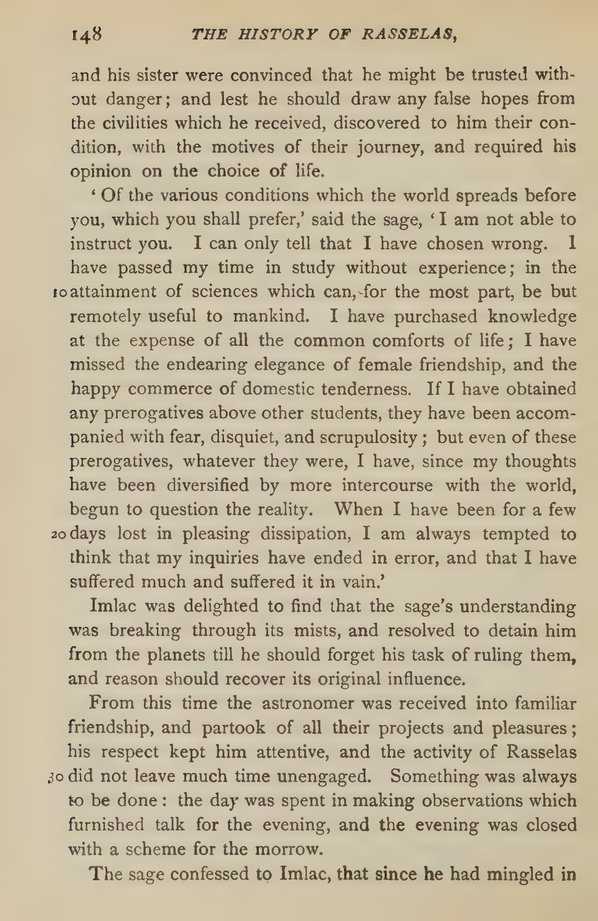 148 THE HISTORY OF RASSELAS,
and his sister were convinced that he might be trusted with-
out danger; and lest he should draw any false hopes from
the civilities which he received, discovered to him their con-
dition, with the motives of their journey, and required his
opinion on the choice of life.
‘ Of the various conditions which the world spreads before
you, which you shall prefer,’ said the sage, ‘ I am not able to
instruct you. I can only tell that I have chosen wrong. I
have passed my time in study without experience; in the
10 attainment of sciences which can, for the most part, be but
remotely useful to mankind. I have purchased knowledge
at the expense of all the common comforts of life; I have
missed the endearing elegance of female friendship, and the
happy commerce of domestic tenderness. If I have obtained
any prerogatives above other students, they have been accom-
panied with fear, disquiet, and scrupulosity; but even of these
prerogatives, whatever they were, I have, since my thoughts
have been diversified by more intercourse with the world,
begun to question the reality. When I have been for a few
20 days lost in pleasing dissipation, I am always tempted to
think that my inquiries have ended in error, and that I have
suffered much and suffered it in vain.’
Imlac was delighted to find that the sage’s understanding
was breaking through its mists, and resolved to detain him
from the planets till he should forget his task of ruling them,
and reason should recover its original influence.
From this time the astronomer was received into familiar
friendship, and partook of all their projects and pleasures;
his respect kept him attentive, and the activity of Rasselas
30 did not leave much time unengaged. Something was always
to be done: the day was spent in making observations which
furnished talk for the evening, and the evening was closed
with a scheme for the morrow.
The sage confessed to Imlac, that since he had mingled in